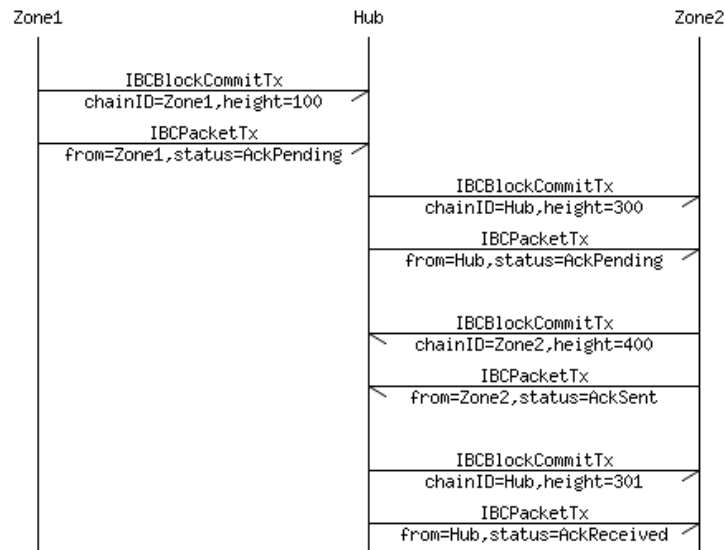 Zone1 Hub Zone2
IBCBlockCommitTx
chainID=Zone1,height=100
IBCPacketTx
from=Zone1,status=AckPending
IBCBlockCommitTx
chainID=Hub,height=300
IBCPacketTx
from=Hub,status=AckPending
IBCBlockCommitTx
chainID=Zone2,height=400
IBCPacketTx
from=Zone2,status=AckSent
IBCBlockCommitTx
chainID=Hub,height=301
IBCPacketTx
from=Hub,status=AckReceived